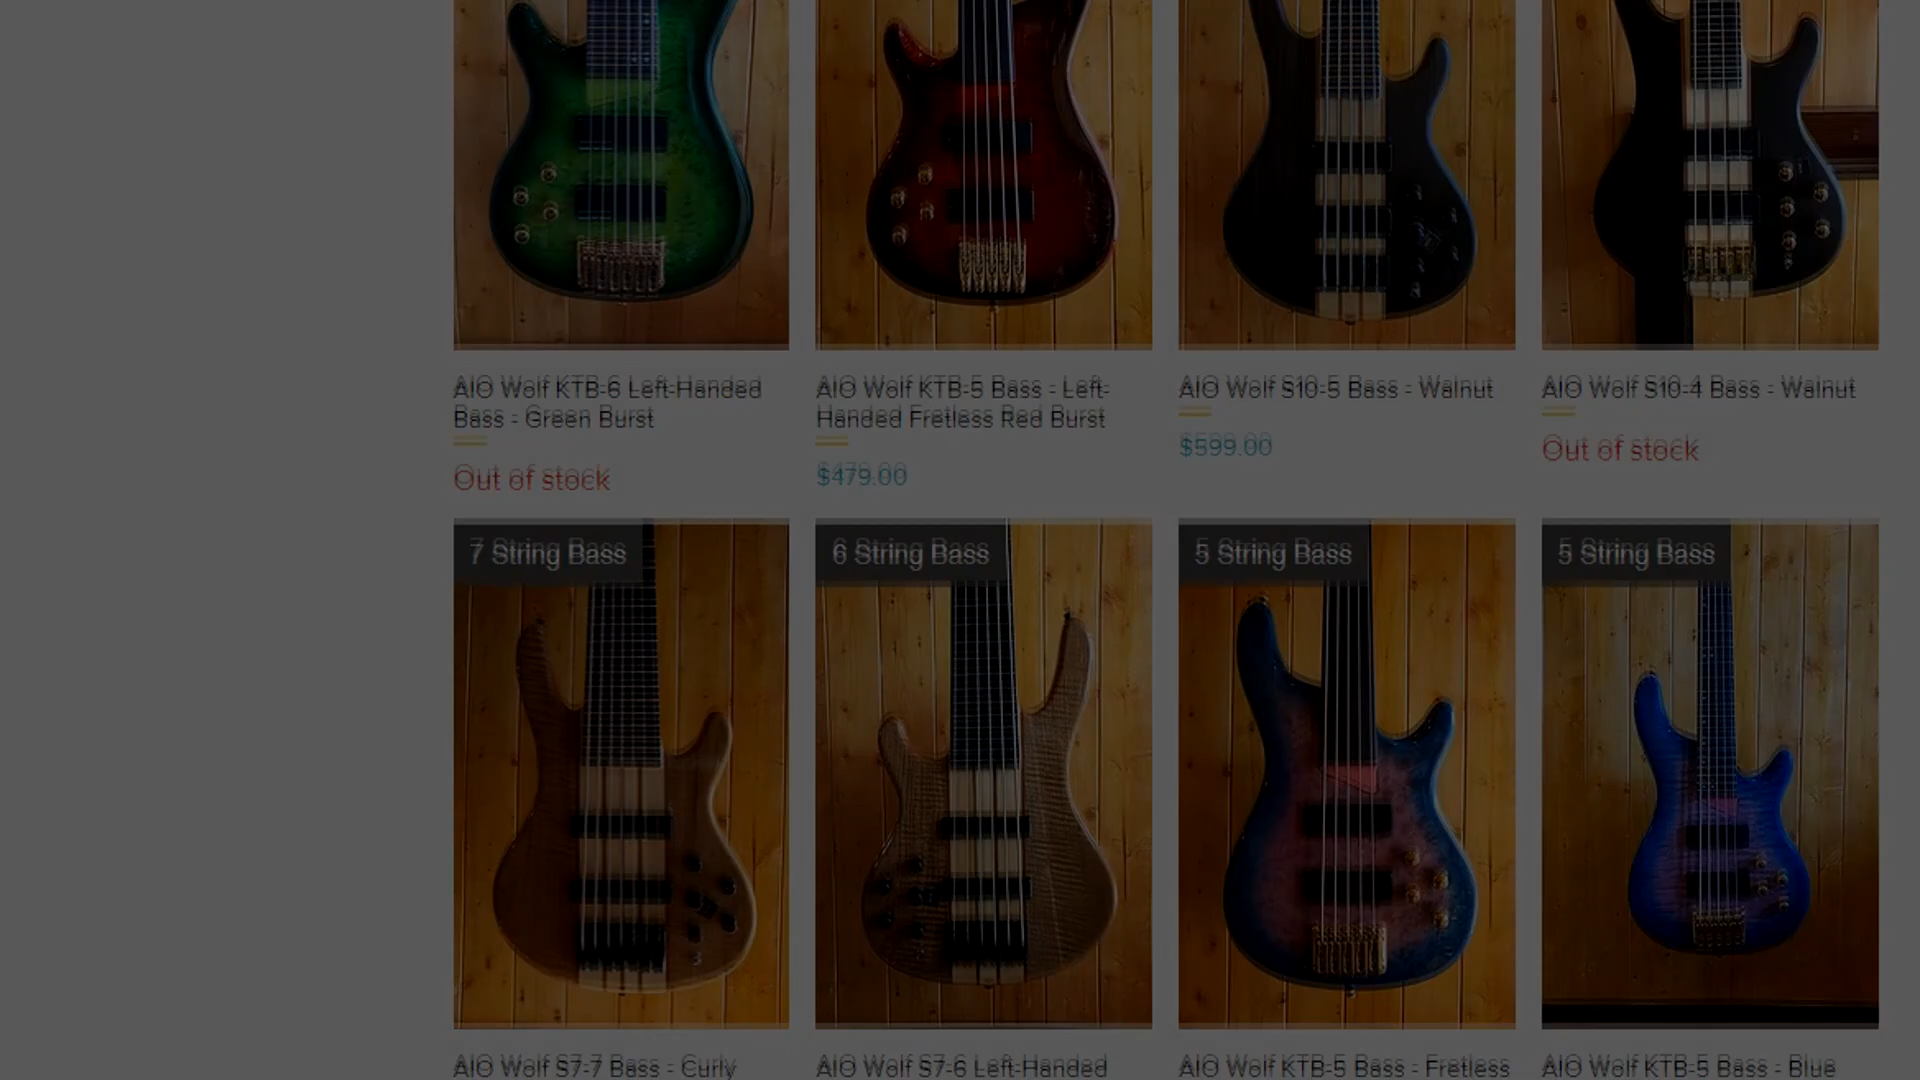 AIO Wolf KTB-6 Left-Handed
Bass - Green Burst
Out of stock
AIO Wolf KTB-5 Bass - Left-
Handed Fretless Red Burst
$479.00
AIO Wolf S10-5 Bass - Walnut
$599.00
AIO Wolf S10-4 Bass - Walnut
Out of stock
7 String Bass
6 String Bass
5 String Bass
5 String Bass
AIO Wolf S7-7 Bass - Curly
AIO Wolf S7-6 Left-Handed
AIO Wolf KTB-5 Bass - Fretless
AIO Wolf KTB-5 Bass - Blue